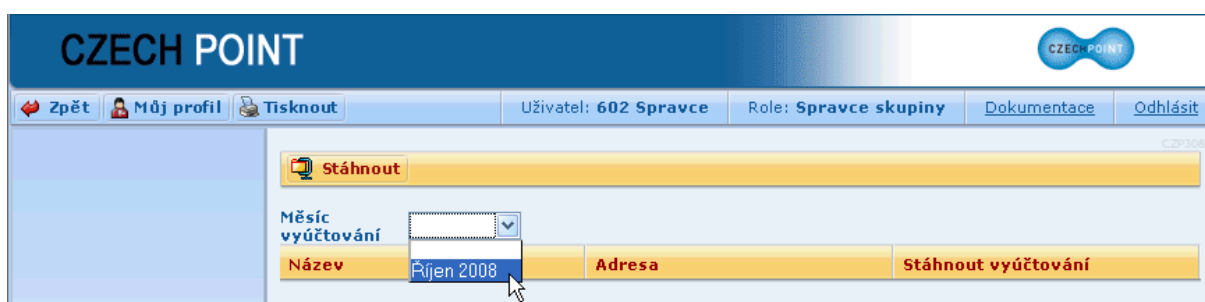 CZECH POINT
CZECHPOINT
Zpět Můj profil Tisknout Uživatel: 602 Spravce Role: Spravce skupiny Dokumentace Odhlásit
CZP308
Stáhnout
Měsíc
vyúčtování
Říjen 2008
Název Adresa Stáhnout vyúčtování